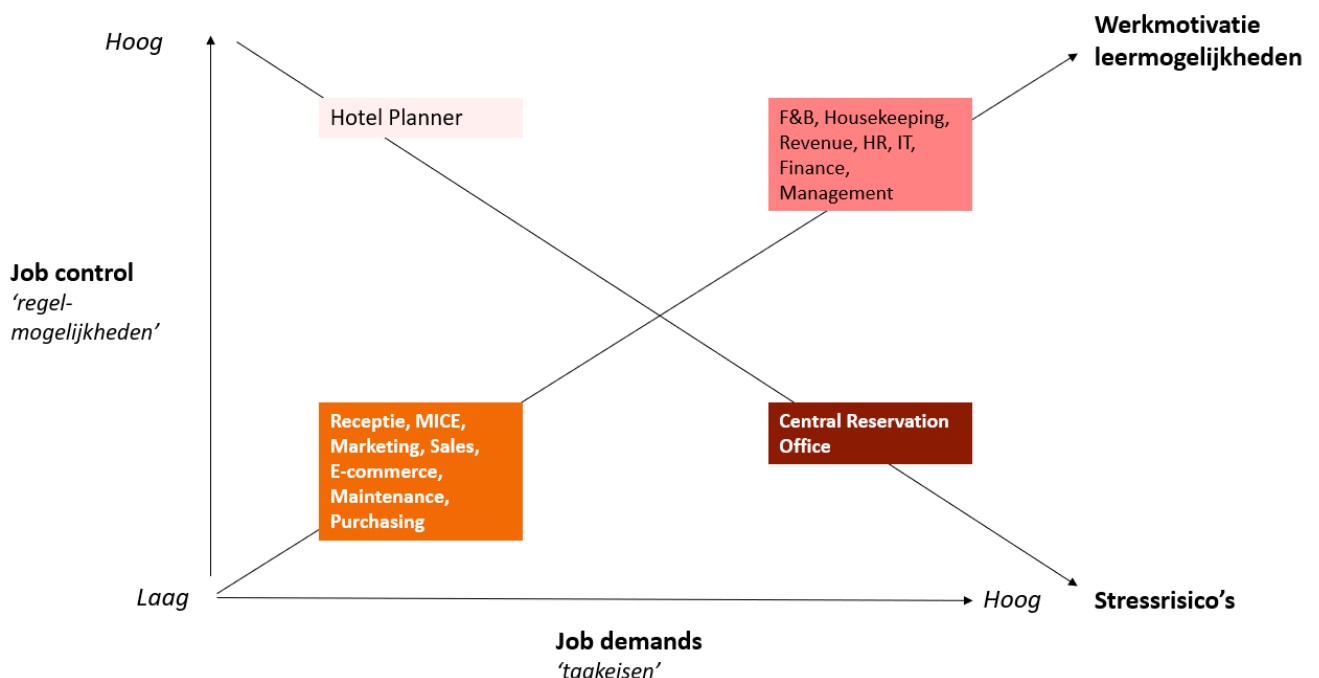 Hoog
Werkmotivatie
leermogelijkheden
Hotel Planner
F&B, Housekeeping,
Revenue, HR, IT,
Finance,
Management
Job control
‘regel-
mogelijkheden’
Receptie, MICE,
Marketing, Sales,
E-commerce,
Maintenance,
Purchasing
Central Reservation
Office
Laag
Hoog
Stressrisico’s
Job demands
‘taakeisen’